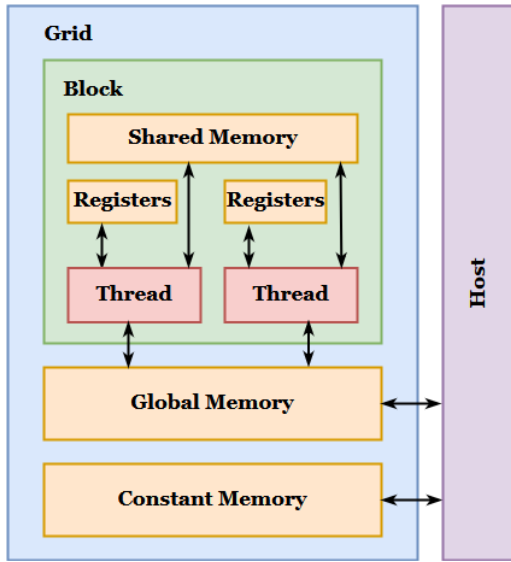 Grid
Block
Shared Memory
Registers
Registers
Thread
Thread
Global Memory
Constant Memory
Host